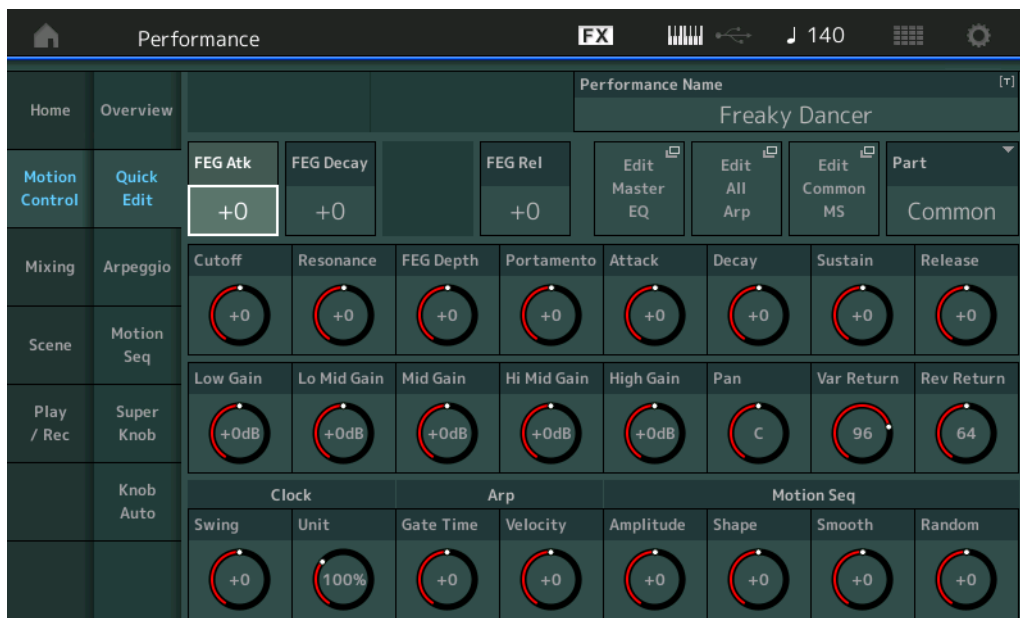 Performance FX ♩ 140
Performance Name [T]
Freaky Dancer
Home
Motion
Control
Mixing
Scene
Play
/ Rec
Overview
Quick
Edit
Arpeggio
Motion
Seq
Super
Knob
Knob
Auto
FEG Atk FEG Decay FEG Rel
+0 +0 +0
Edit
Master
EQ
Edit
All
Arp
Edit
Common
MS
Part
Common
Cutoff Resonance FEG Depth Portamento Attack Decay Sustain Release
+0 +0 +0 +0 +0 +0 +0 +0
Low Gain Lo Mid Gain Mid Gain Hi Mid Gain High Gain Pan Var Return Rev Return
+0dB +0dB +0dB +0dB +0dB C 96 64
Clock Arp Motion Seq
Swing Unit Gate Time Velocity Amplitude Shape Smooth Random
+0 100% +0 +0 +0 +0 +0 +0